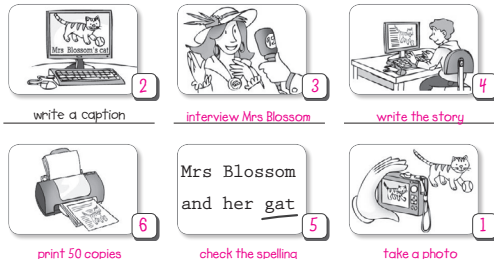 Mrs Blossom's cat
2
3
4
write a caption
interview Mrs Blossom
write the story
Mrs Blossom
and her gat
6
5
1
print 50 copies
check the spelling
take a photo